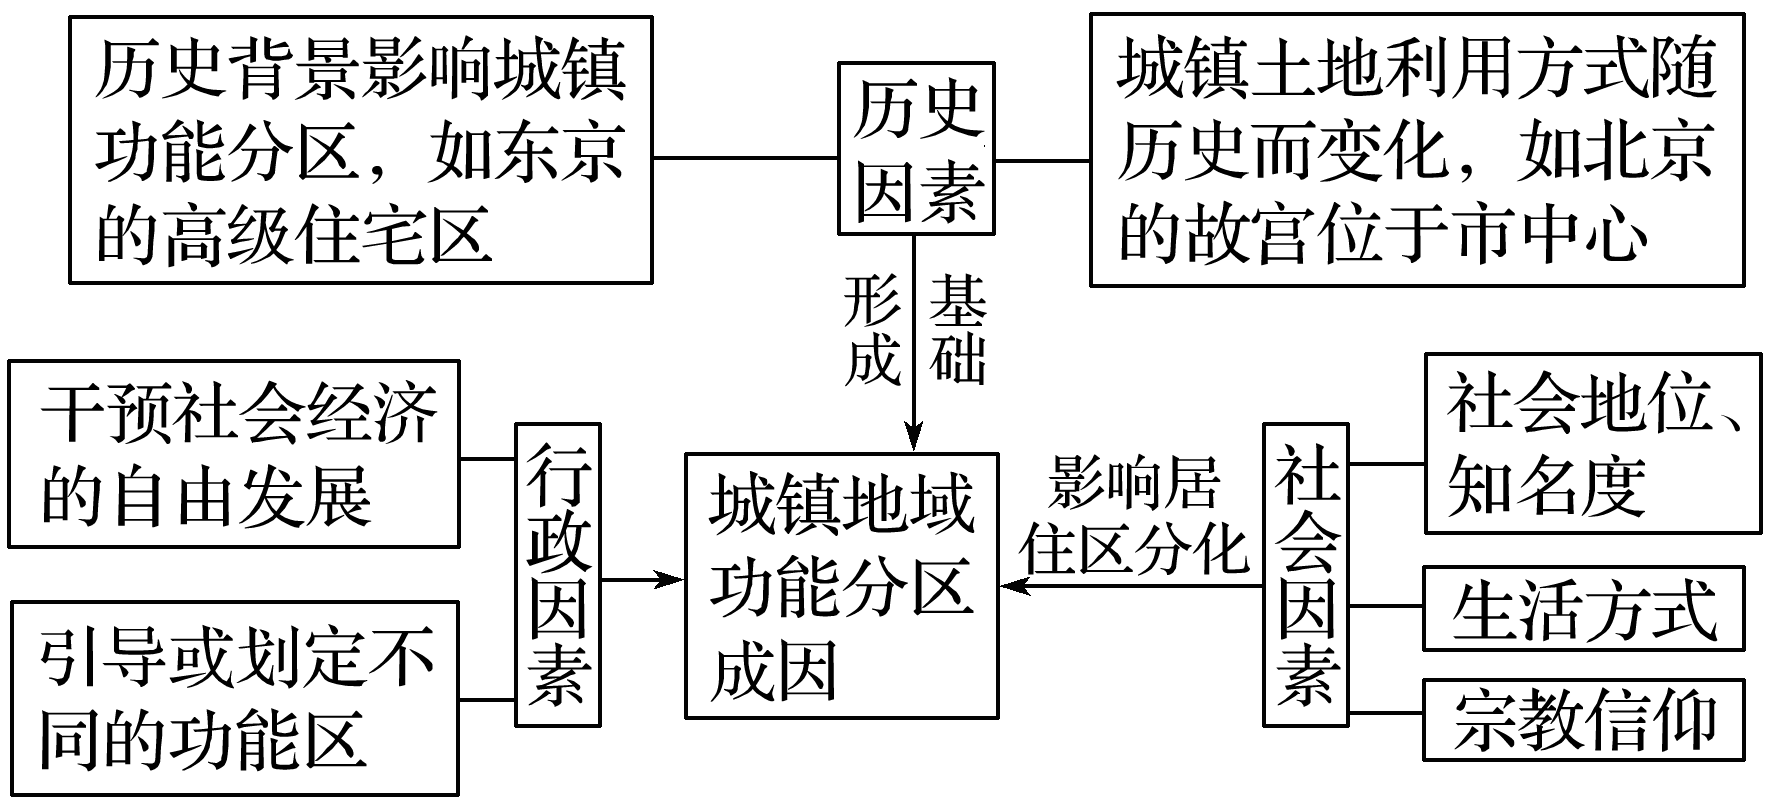 历史背景影响城镇
功能分区，如东京
的高级住宅区
历史
因素
城镇土地利用方式随
历史而变化，如北京
的故宫位于市中心
形成
基础
干预社会经济
的自由发展
引导或划定不
同的功能区
行政因素
城镇地域
功能分区
成因
影响居
住区分化
社会因素
社会地位、
知名度
生活方式
宗教信仰